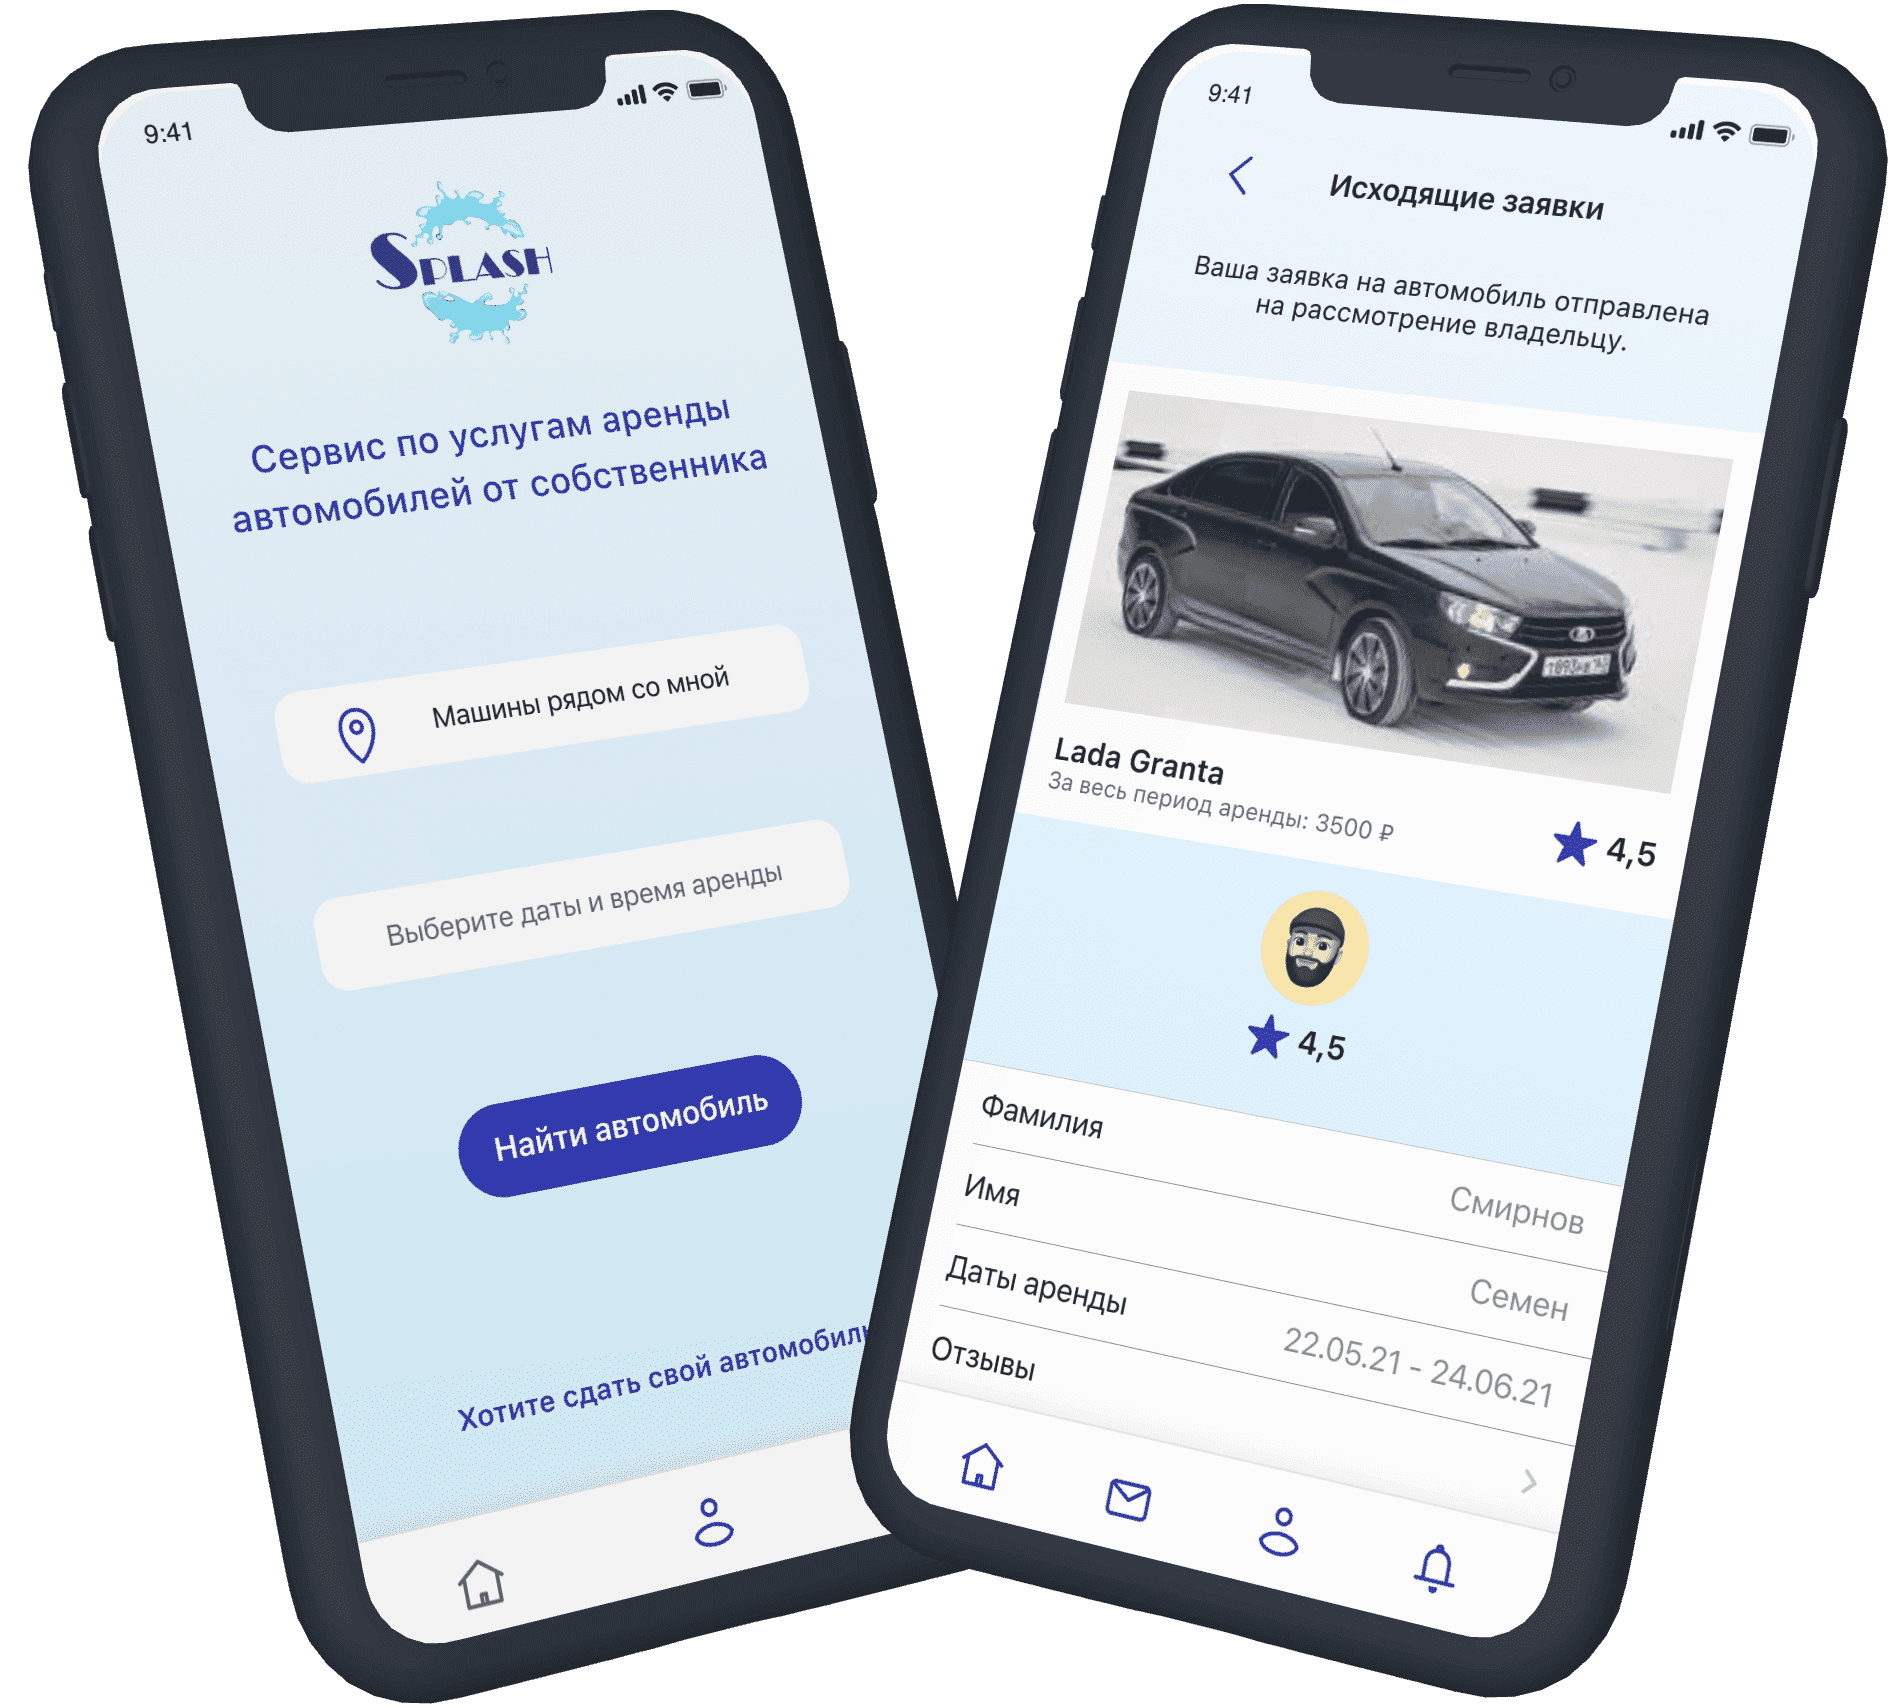 9:41
SPLASH
Сервис по услугам аренды
автомобилей от собственника
Машины рядом со мной
Выберите даты и время аренды
Найти автомобиль
Хотите сдать свой автомобиль
9:41
Исходящие заявки
Ваша заявка на автомобиль отправлена
на рассмотрение владельцу.
Lada Granta
За весь период аренды: 3500 ₽
4,5
4,5
Фамилия
Смирнов
Имя
Семен
Даты аренды
22.05.21 - 24.06.21
Отзывы